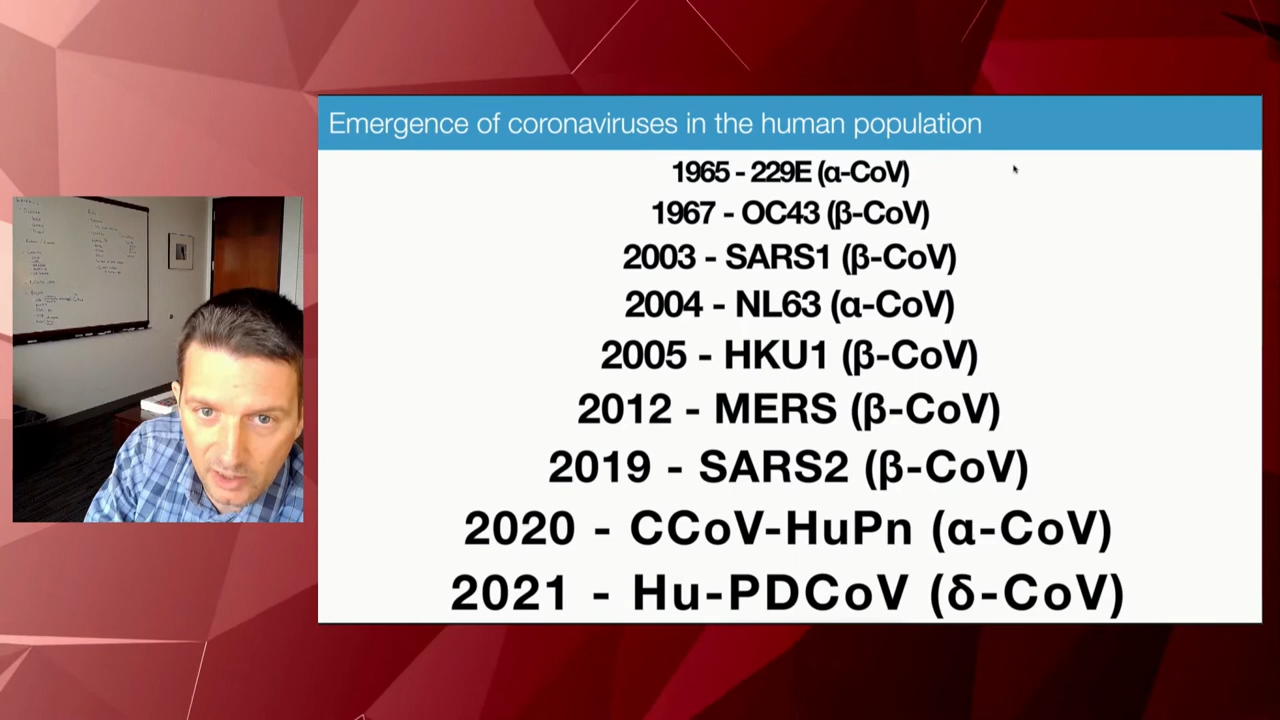 Emergence of coronaviruses in the human population
1965 - 229E (α-CoV)
1967 - OC43 (β-CoV)
2003 - SARS1 (β-CoV)
2004 - NL63 (α-CoV)
2005 - HKU1 (β-CoV)
2012 - MERS (β-CoV)
2019 - SARS2 (β-CoV)
2020 - CCoV-HuPn (α-CoV)
2021 - Hu-PDCoV (δ-CoV)